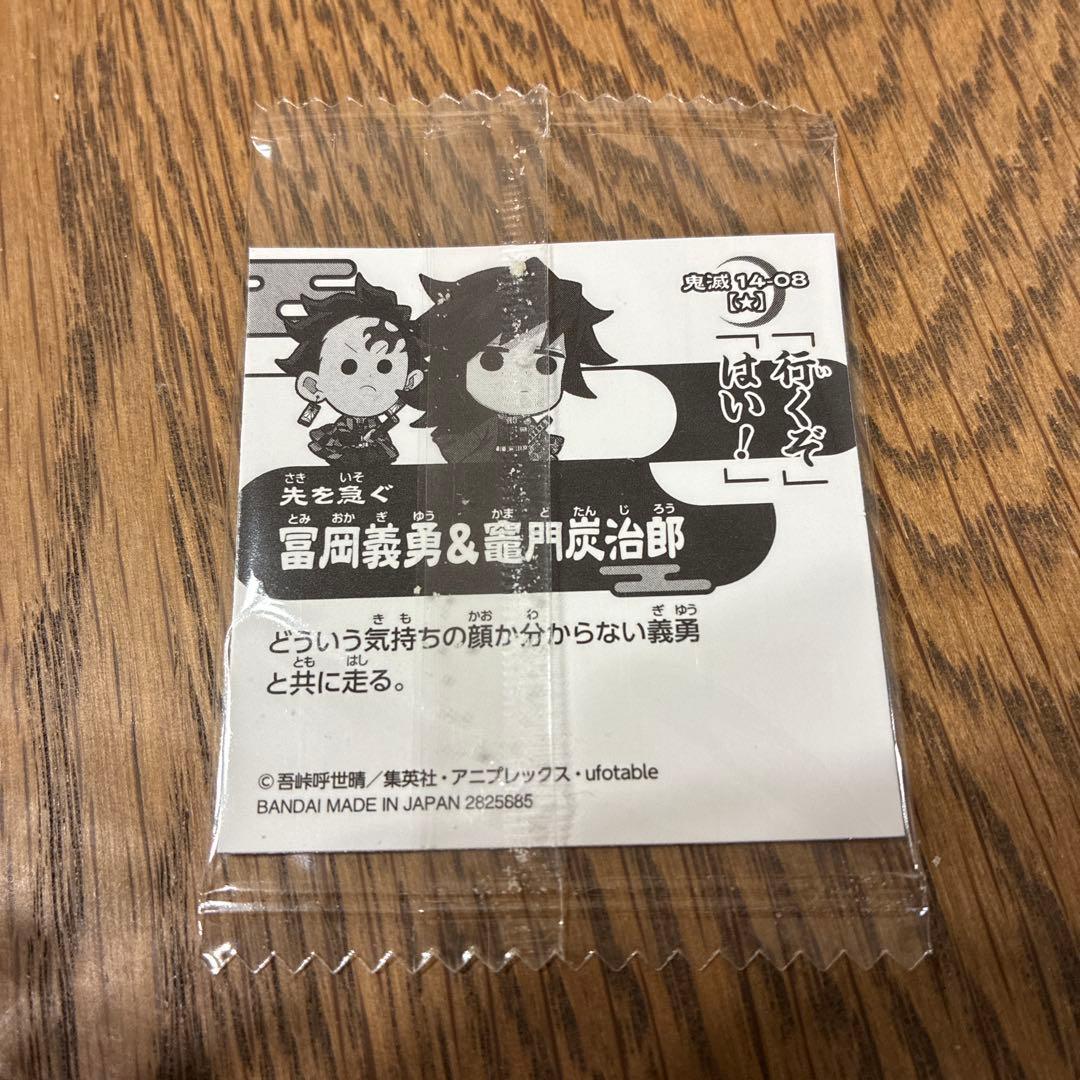 鬼滅 14-08
[★]
「行くぞ」
「はい!」
先を急ぐ
冨岡義勇&竈門炭治郎
どういう気持ちの顔か分からない義勇
と共に走る。
©吾峠呼世晴/集英社・アニプレックス・ufotable
BANDAI MADE IN JAPAN 2825885